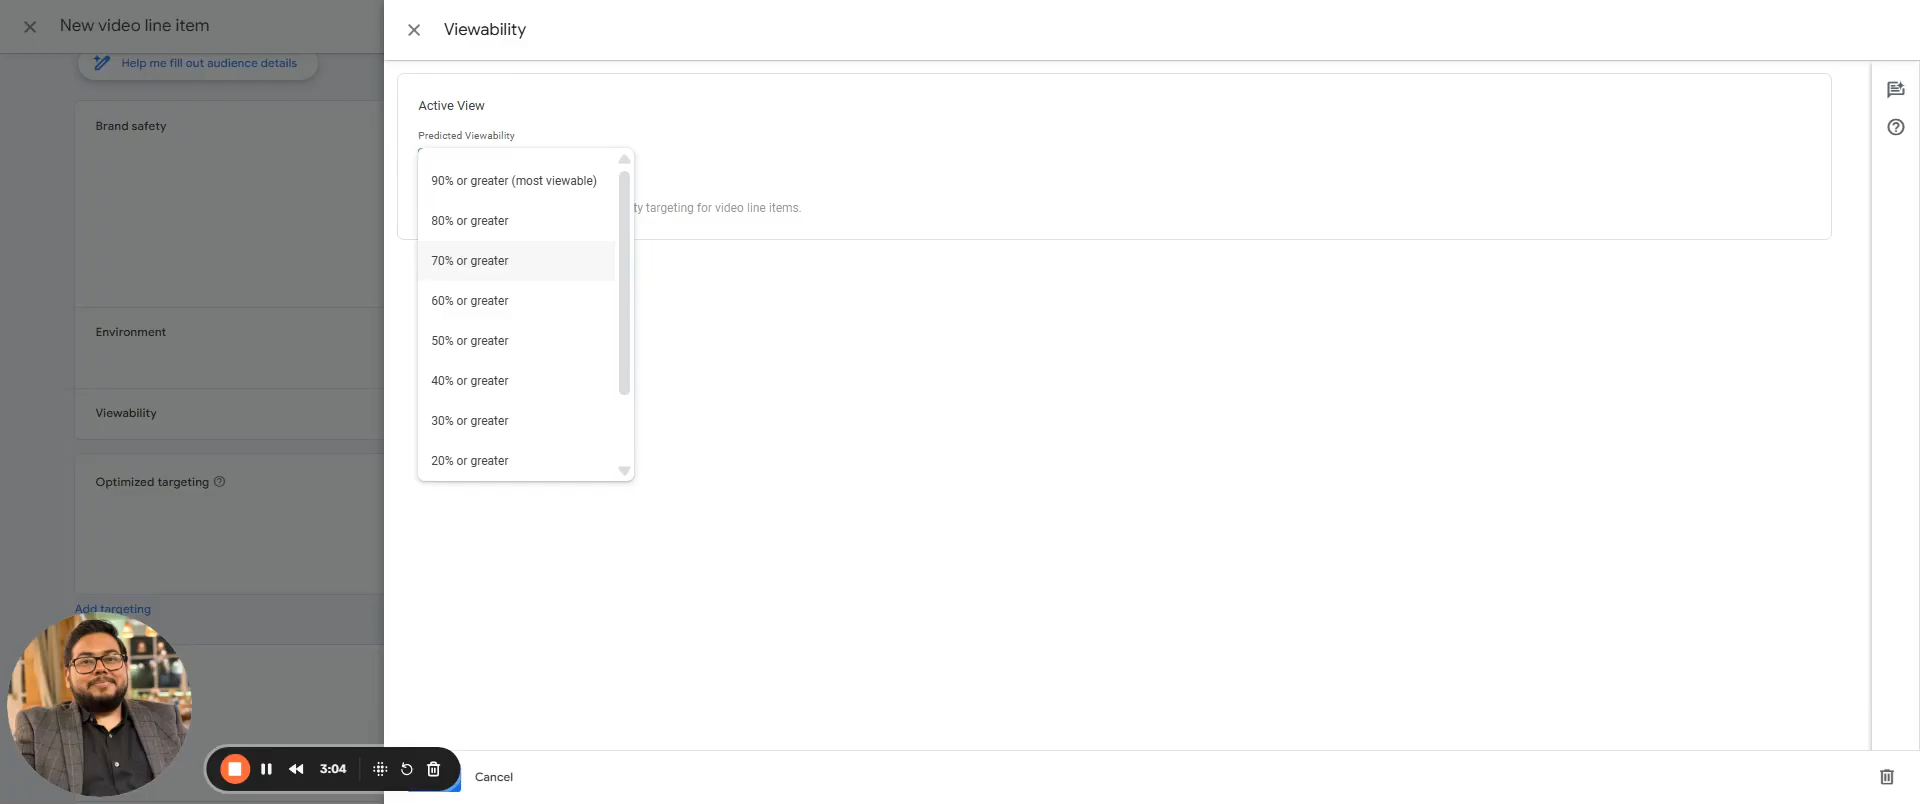 New video line item
Help me fill out audience details
Brand safety
Environment
Viewability
Optimized targeting
Add targeting
3:04
Viewability
Active View
Predicted Viewability
90% or greater (most viewable)
80% or greater
ty targeting for video line items.
70% or greater
60% or greater
50% or greater
40% or greater
30% or greater
20% or greater
Cancel